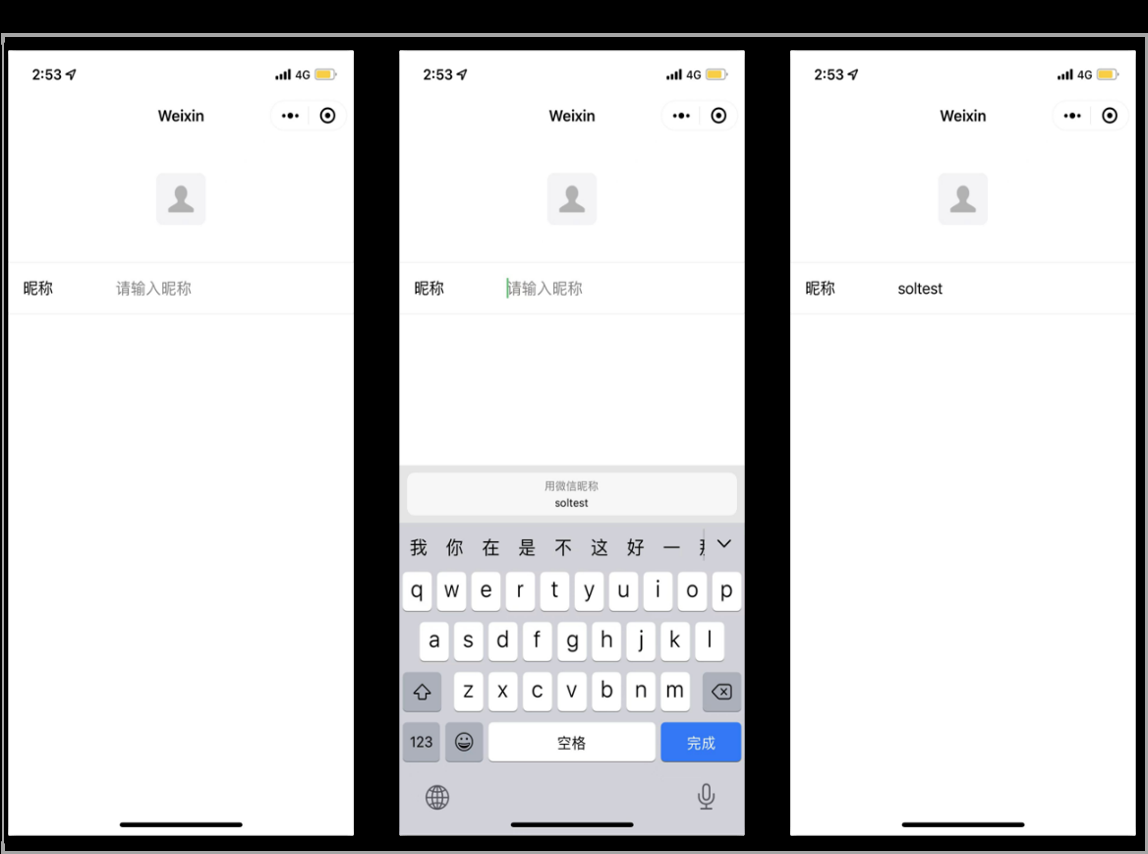 2:53
4G
Weixin
昵称
请输入昵称
2:53
4G
Weixin
昵称
请输入昵称
用微信昵称
soltest
我 你 在 是 不 这 好 一
q w e r t y u i o p
a s d f g h j k l
z x c v b n m
123
空格
完成
2:53
4G
Weixin
昵称
soltest